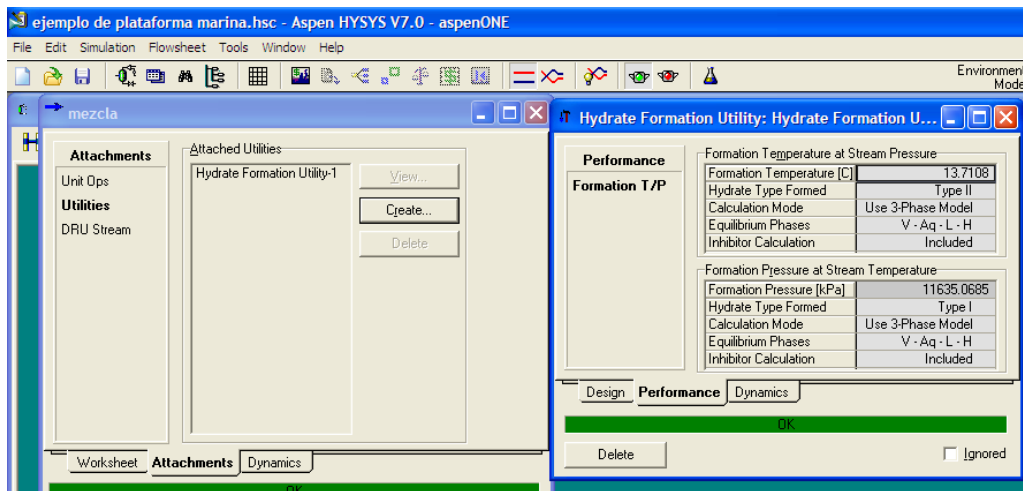 ejemplo de plataforma marina.hsc - Aspen HYSYS V7.0 - aspenONE
File Edit Simulation Flowsheet Tools Window Help
Environment
Mode
mezcla
Attachments
Unit Ops
Utilities
DRU Stream
Attached Utilities
Hydrate Formation Utility-1
View...
Create...
Delete
Worksheet Attachments Dynamics
OK
Hydrate Formation Utility: Hydrate Formation U...
Performance
Formation T/P
Formation Temperature at Stream Pressure
Formation Temperature [C] 13.7108
Hydrate Type Formed Type II
Calculation Mode Use 3-Phase Model
Equilibrium Phases V - Aq - L - H
Inhibitor Calculation Included
Formation Pressure at Stream Temperature
Formation Pressure [kPa] 11635.0685
Hydrate Type Formed Type I
Calculation Mode Use 3-Phase Model
Equilibrium Phases V - Aq - L - H
Inhibitor Calculation Included
Design Performance Dynamics
OK
Delete Ignored